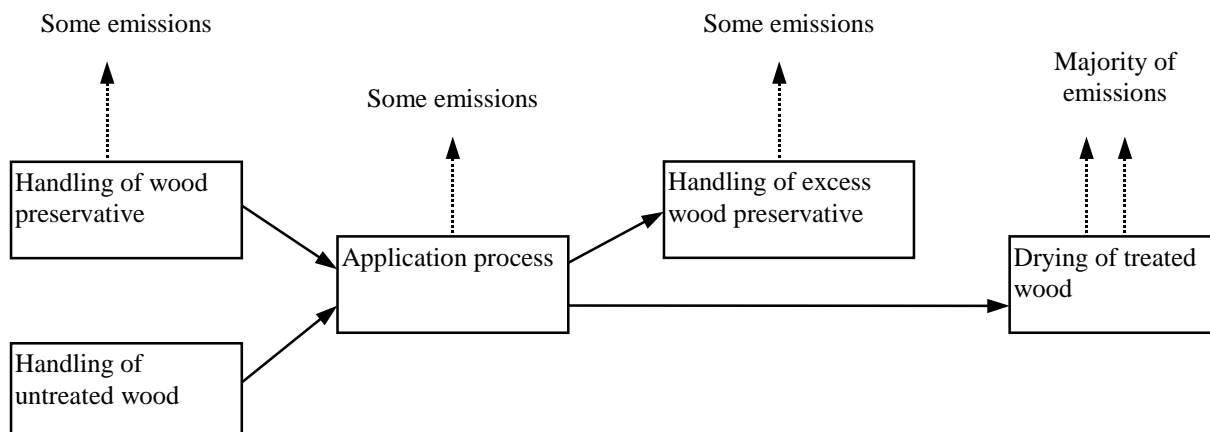 Some emissions
Some emissions
Some emissions
Majority of
emissions
Handling of wood
preservative
Handling of excess
wood preservative
Application process
Drying of treated
wood
Handling of
untreated wood